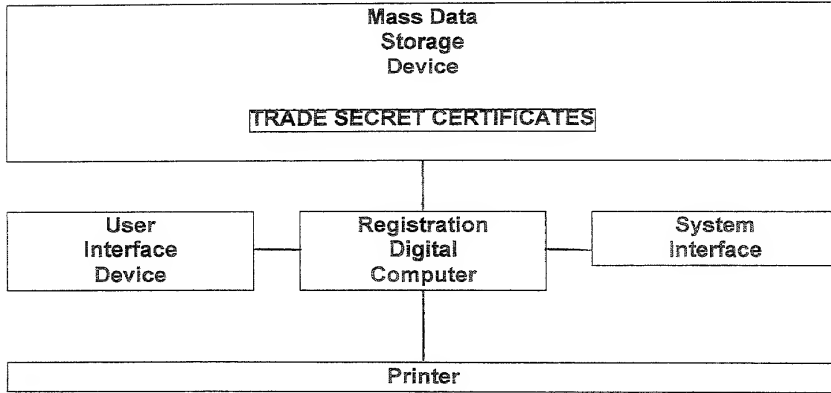 Mass Data
Storage
Device
TRADE SECRET CERTIFICATES
User
Interface
Device
Registration
Digital
Computer
System
Interface
Printer